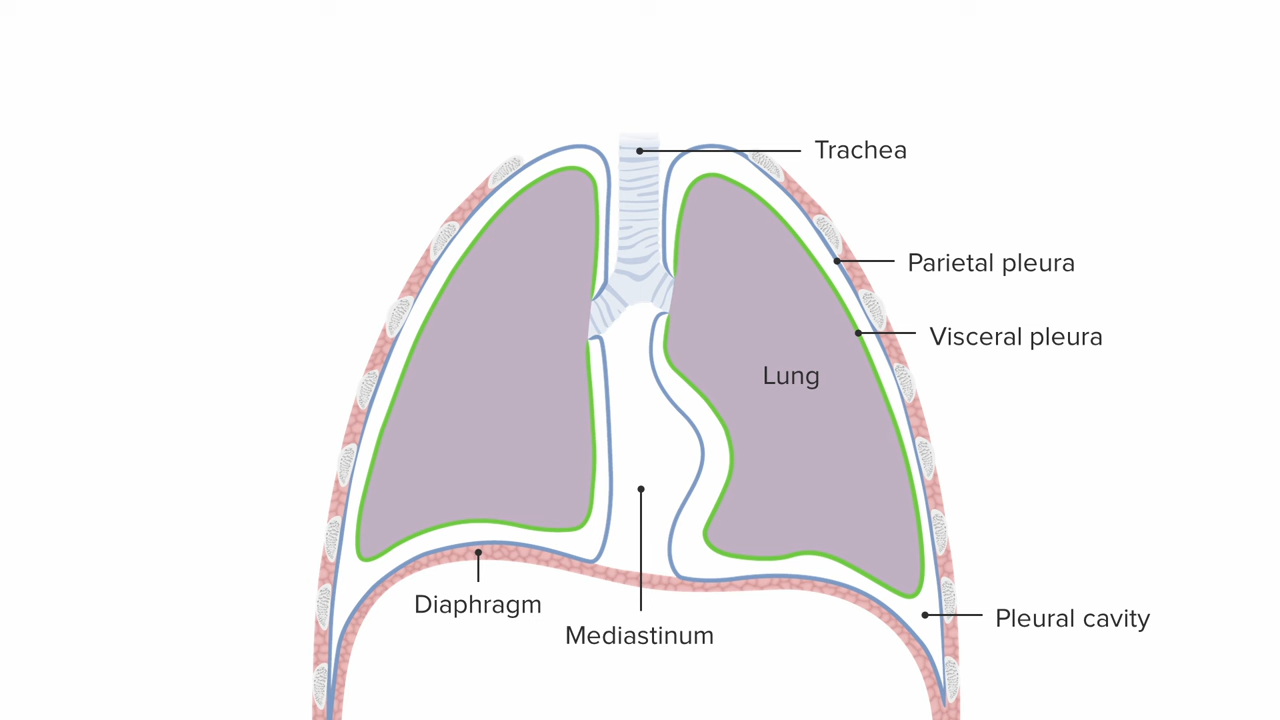 Trachea
Parietal pleura
Visceral pleura
Lung
Diaphragm
Mediastinum
Pleural cavity